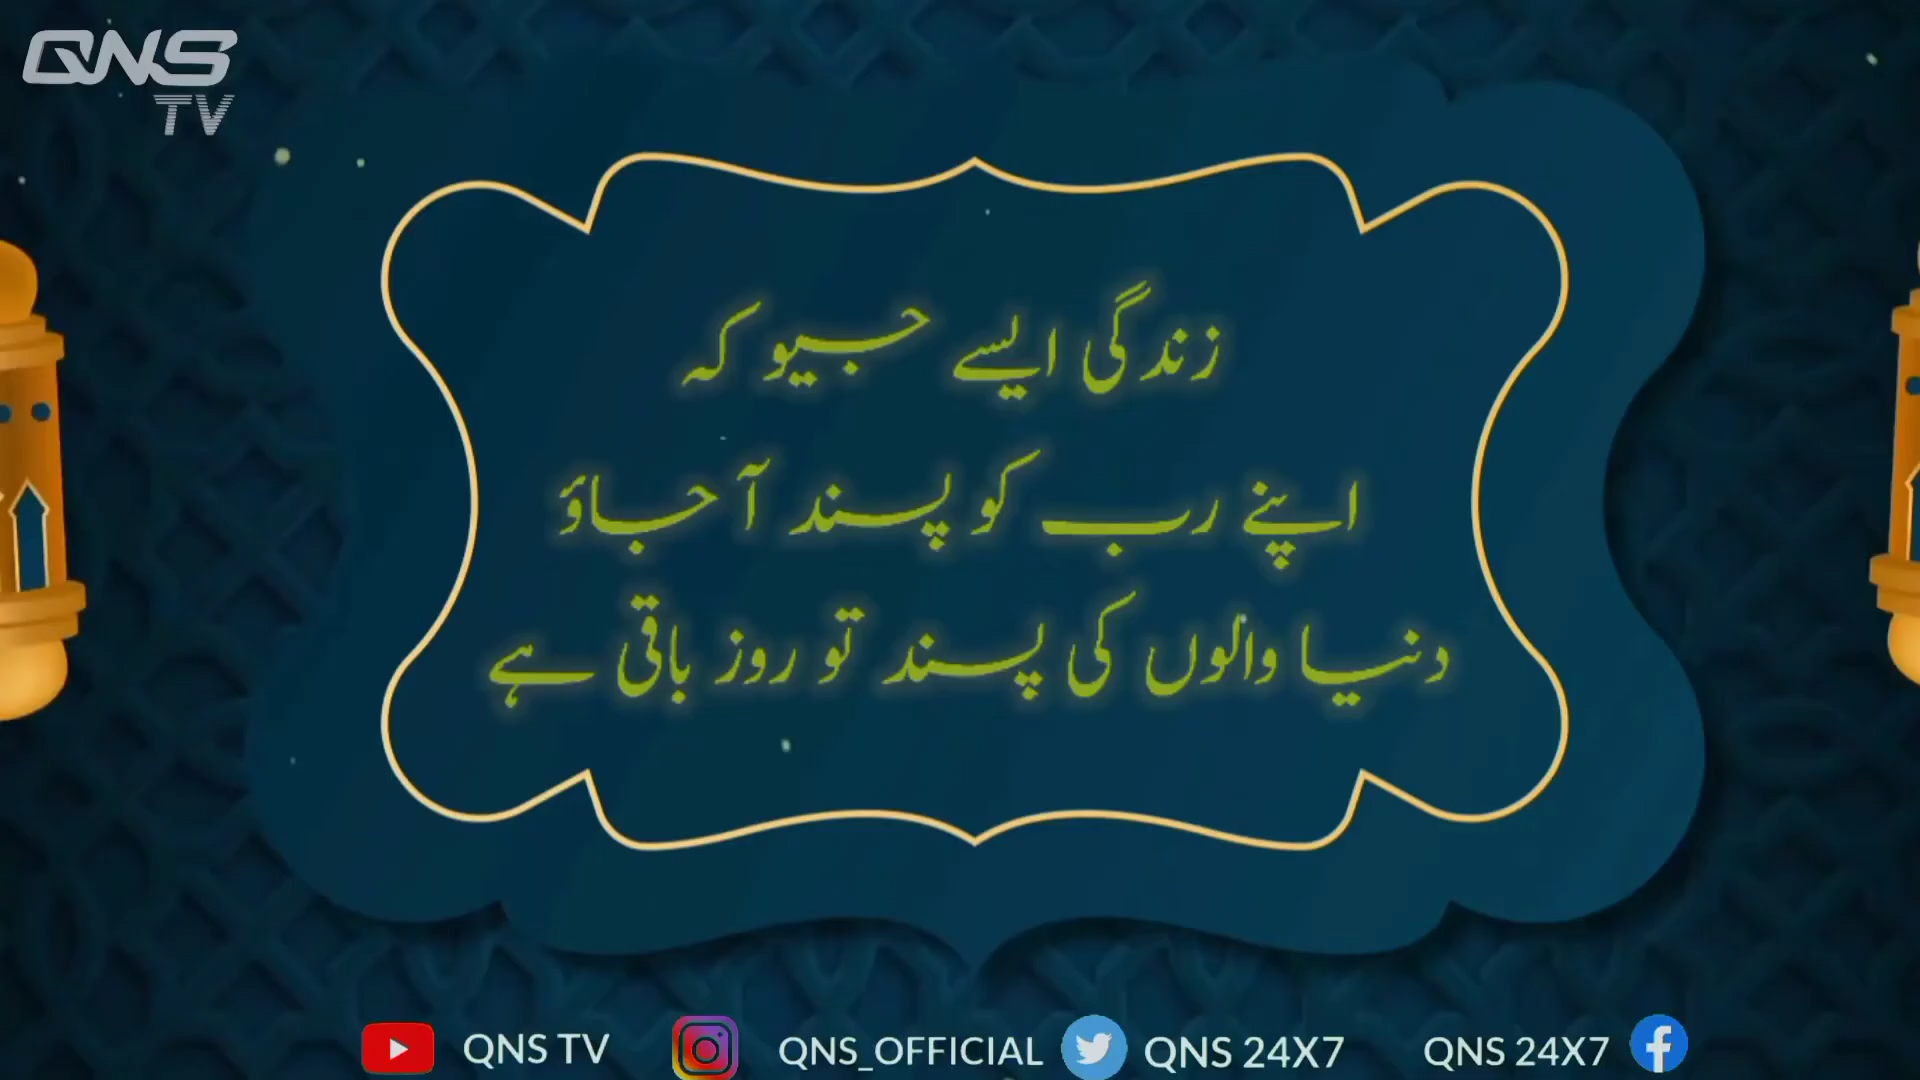 QNS
TV
زندگی ایسے جیو کہ
اپنے رب کو پسند آ جاؤ
دنیا والوں کی پسند تو روز باقی ہے
QNS TV QNS_OFFICIAL QNS 24X7 QNS 24X7